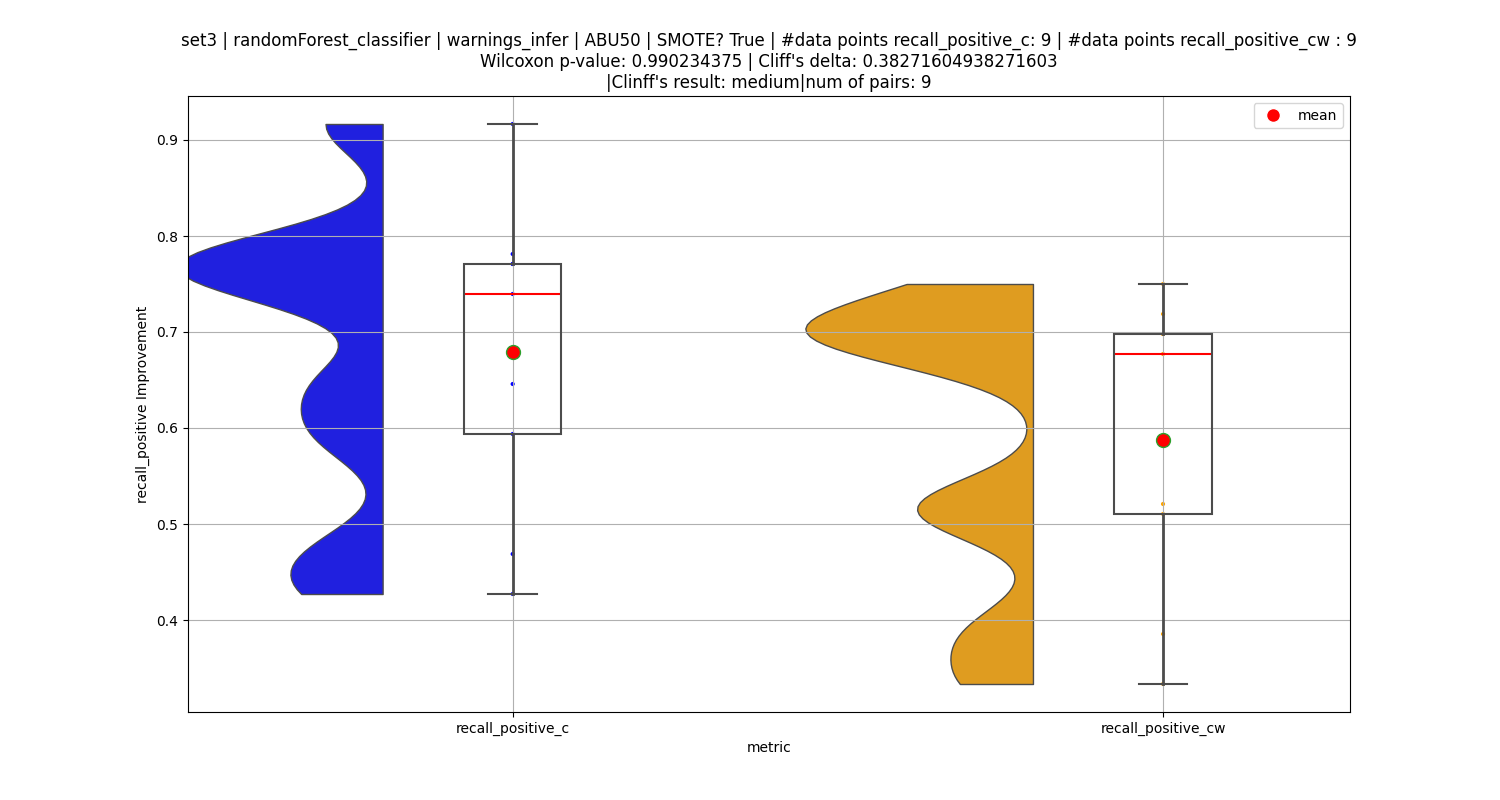 set3 | randomForest_classifier | warnings_infer | ABU50 | SMOTE? True | #data points recall_positive_c: 9 | #data points recall_positive_cw : 9
Wilcoxon p-value: 0.990234375 | Cliff's delta: 0.38271604938271603
|Clinff's result: medium|num of pairs: 9
mean
0.9
0.8
0.7
0.6
0.5
0.4
recall_positive Improvement
recall_positive_c
recall_positive_cw
metric